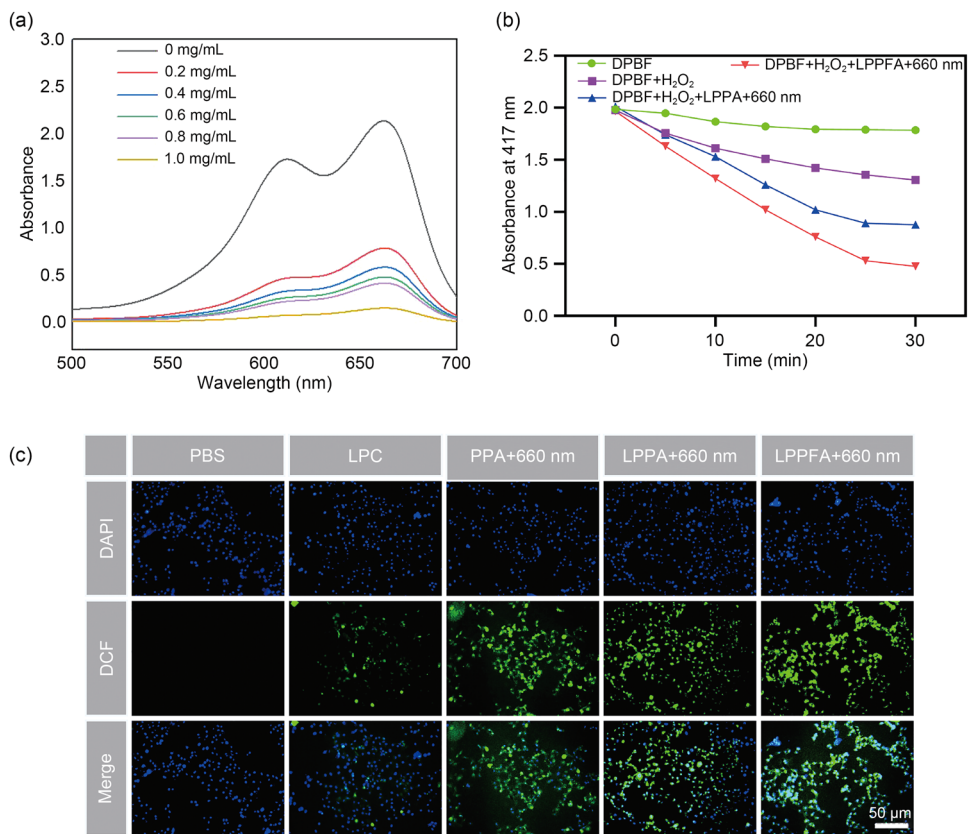 (a)
3.0
2.5
2.0
1.5
1.0
0.5
0.0
Absorbance
0 mg/mL
0.2 mg/mL
0.4 mg/mL
0.6 mg/mL
0.8 mg/mL
1.0 mg/mL
500
550
600
650
700
Wavelength (nm)
(b)
2.5
2.0
1.5
1.0
0.5
0.0
Absorbance at 417 nm
DPBF
DPBF+H₂O₂
DPBF+H₂O₂+LPPA+660 nm
DPBF+H₂O₂+LPPFA+660 nm
0
10
20
30
Time (min)
(c)
PBS
LPC
PPA+660 nm
LPPA+660 nm
LPPFA+660 nm
DAPI
DCF
Merge
50 μm